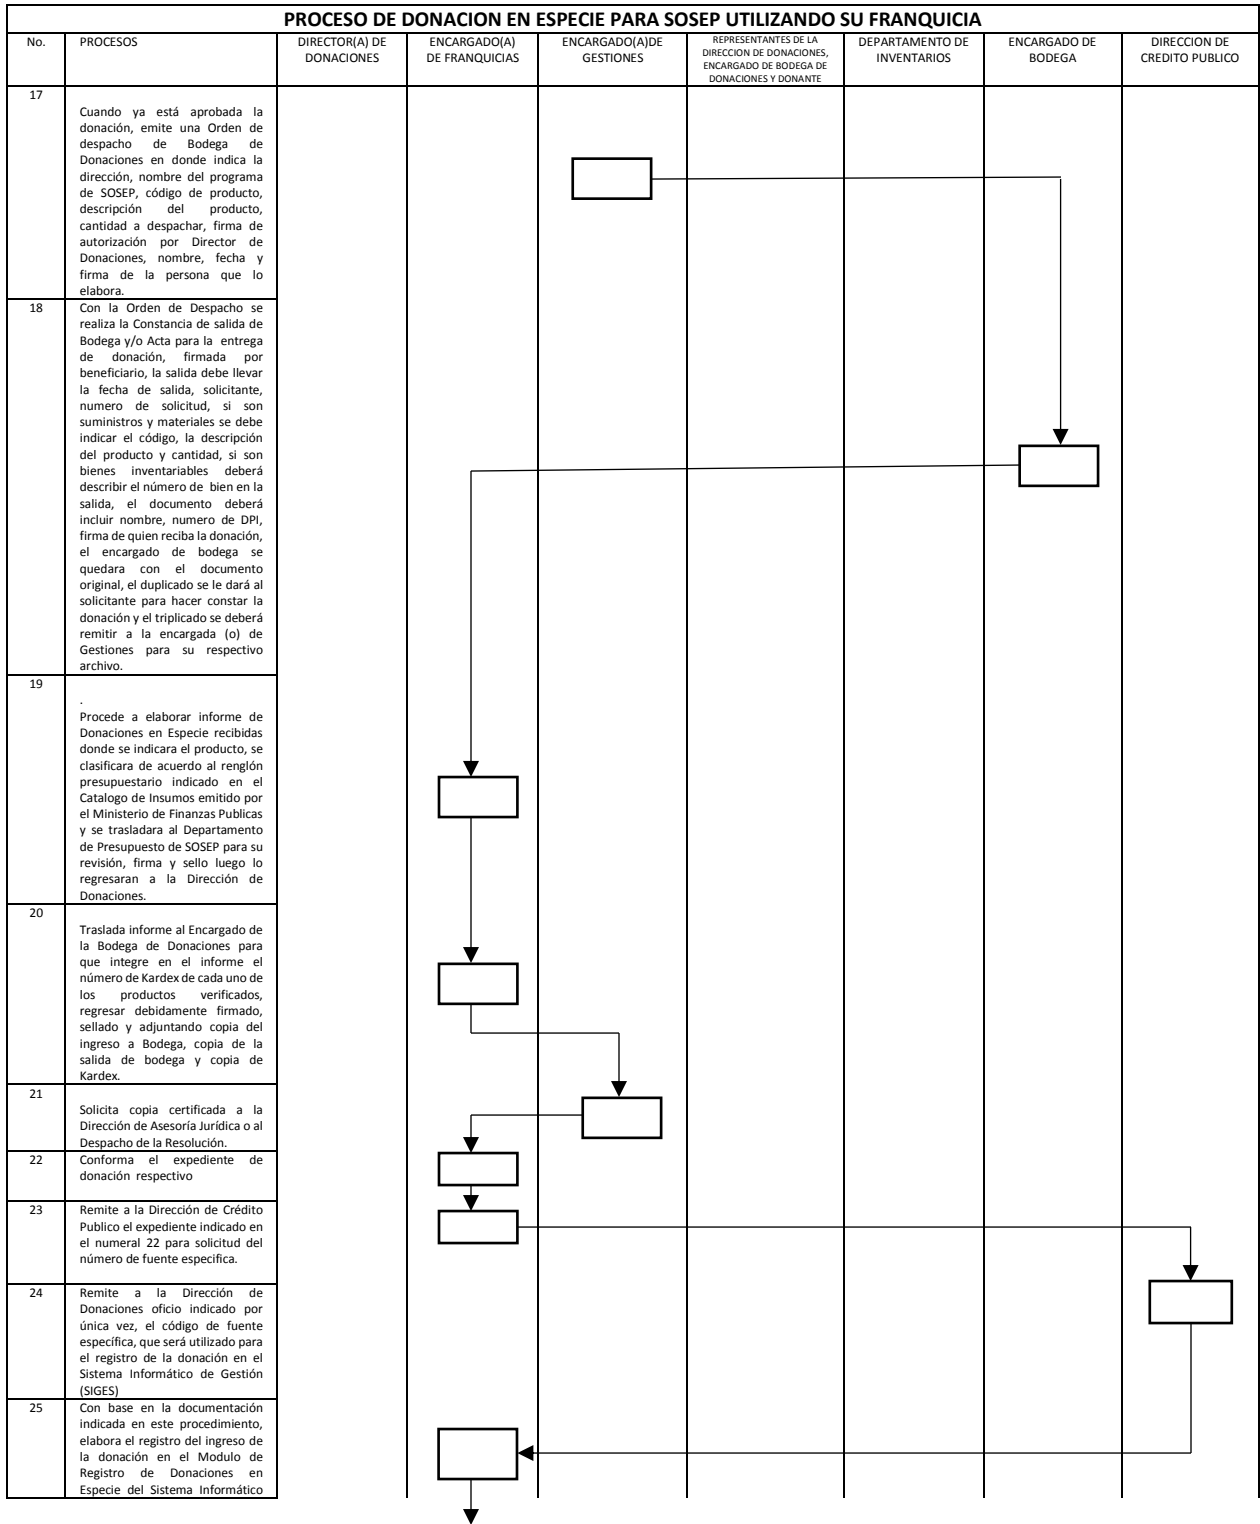 PROCESO DE DONACION EN ESPECIE PARA SOSEP UTILIZANDO SU FRANQUICIA
No.
PROCESOS
DIRECTOR(A) DE
DONACIONES
ENCARGADO(A)
DE FRANQUICIAS
ENCARGADO(A)DE
GESTIONES
REPRESENTANTES DE LA
DIRECCION DE DONACIONES,
ENCARGADO DE BODEGA DE
DONACIONES Y DONANTE
DEPARTAMENTO DE
INVENTARIOS
ENCARGADO DE
BODEGA
DIRECCION DE
CREDITO PUBLICO
17
Cuando ya está aprobada la
donación, emite una Orden de
despacho de Bodega de
Donaciones en donde indica la
dirección, nombre del programa
de SOSEP, código de producto,
descripción del producto,
cantidad a despachar, firma de
autorización por Director de
Donaciones, nombre, fecha y
firma de la persona que lo
elabora.
18
Con la Orden de Despacho se
realiza la Constancia de salida de
Bodega y/o Acta para la entrega
de donación, firmada por
beneficiario, la salida debe llevar
la fecha de salida, solicitante,
numero de solicitud, si son
suministros y materiales se debe
indicar el código, la descripción
del producto y cantidad, si son
bienes inventariables deberá
describir el número de bien en la
salida, el documento deberá
incluir nombre, numero de DPI,
firma de quien reciba la donación,
el encargado de bodega se
quedara con el documento
original, el duplicado se le dará al
solicitante para hacer constar la
donación y el triplicado se deberá
remitir a la encargada (o) de
Gestiones para su respectivo
archivo.
19
.
Procede a elaborar informe de
Donaciones en Especie recibidas
donde se indicara el producto, se
clasificara de acuerdo al renglón
presupuestario indicado en el
Catalogo de Insumos emitido por
el Ministerio de Finanzas Publicas
y se trasladara al Departamento
de Presupuesto de SOSEP para su
revisión, firma y sello luego lo
regresaran a la Dirección de
Donaciones.
20
Traslada informe al Encargado de
la Bodega de Donaciones para
que integre en el informe el
número de Kardex de cada uno de
los productos verificados,
regresar debidamente firmado,
sellado y adjuntando copia del
ingreso a Bodega, copia de la
salida de bodega y copia de
Kardex.
21
Solicita copia certificada a la
Dirección de Asesoría Jurídica o al
Despacho de la Resolución.
22
Conforma el expediente de
donación respectivo
23
Remite a la Dirección de Crédito
Publico el expediente indicado en
el numeral 22 para solicitud del
número de fuente especifica.
24
Remite a la Dirección de
Donaciones oficio indicado por
única vez, el código de fuente
específica, que será utilizado para
el registro de la donación en el
Sistema Informático de Gestión
(SIGES)
25
Con base en la documentación
indicada en este procedimiento,
elabora el registro del ingreso de
la donación en el Modulo de
Registro de Donaciones en
Especie del Sistema Informático